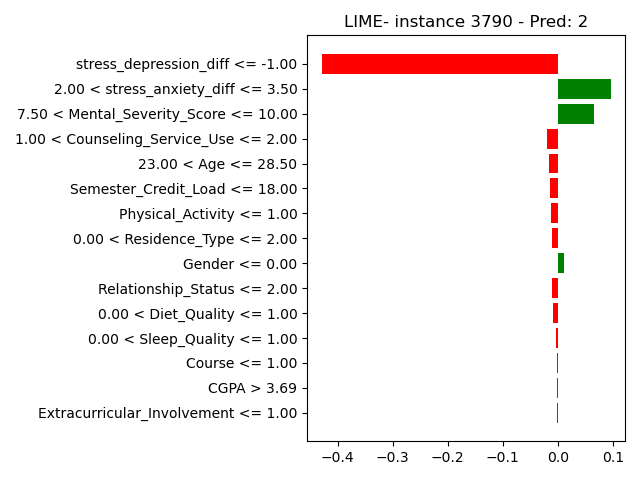 LIME- instance 3790 - Pred: 2
stress_depression_diff <= -1.00
2.00 < stress_anxiety_diff <= 3.50
7.50 < Mental_Severity_Score <= 10.00
1.00 < Counseling_Service_Use <= 2.00
23.00 < Age <= 28.50
Semester_Credit_Load <= 18.00
Physical_Activity <= 1.00
0.00 < Residence_Type <= 2.00
Gender <= 0.00
Relationship_Status <= 2.00
0.00 < Diet_Quality <= 1.00
0.00 < Sleep_Quality <= 1.00
Course <= 1.00
CGPA > 3.69
Extracurricular_Involvement <= 1.00
−0.4 −0.3 −0.2 −0.1 0.0 0.1